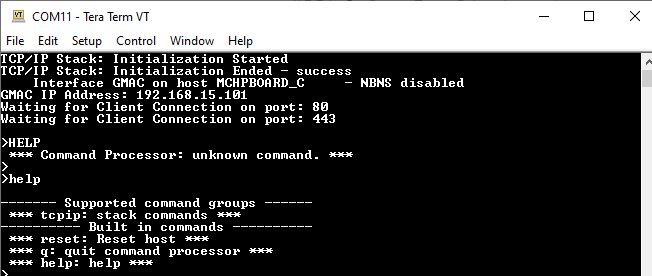 VT COM11 - Tera Term VT
File Edit Setup Control Window Help
TCP/IP Stack: Initialization Started
TCP/IP Stack: Initialization Ended - success
    Interface GMAC on host MCHPBOARD_C     - NBNS disabled
GMAC IP Address: 192.168.15.101
Waiting for Client Connection on port: 80
Waiting for Client Connection on port: 443
>HELP
 *** Command Processor: unknown command. ***
>
>help
------- Supported command groups ------
 *** tcpip: stack commands ***
---------- Built in commands ----------
 *** reset: Reset host ***
 *** q: quit command processor ***
 *** help: help ***
>